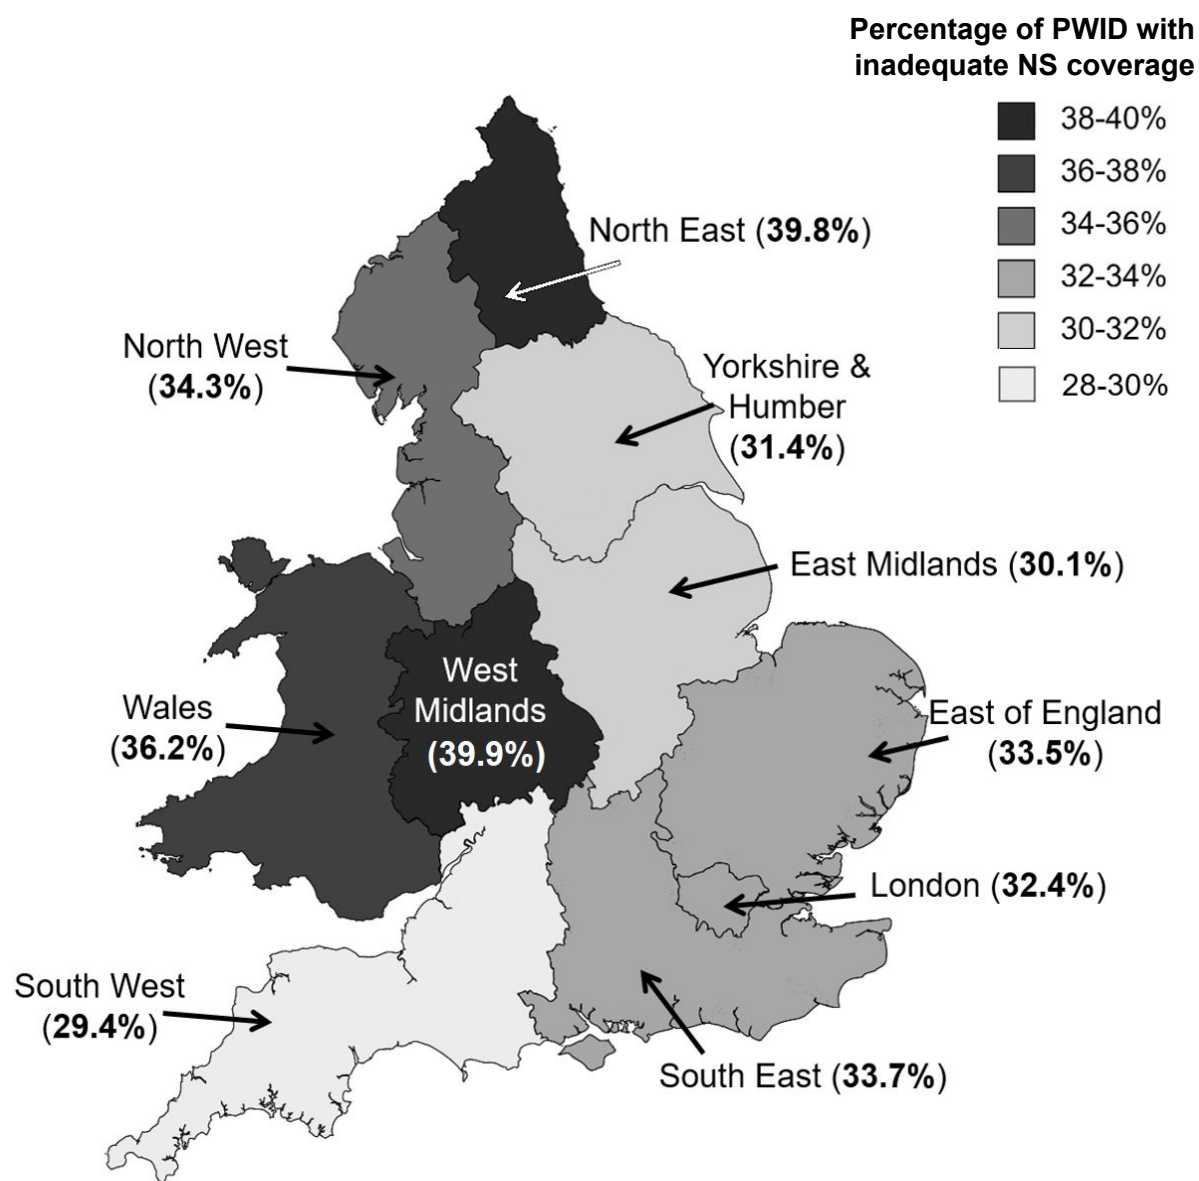 Percentage of PWID with
inadequate NS coverage
38-40%
36-38%
34-36%
32-34%
30-32%
28-30%
North East (39.8%)
North West
(34.3%)
Yorkshire &
Humber
(31.4%)
East Midlands (30.1%)
West
Midlands
(39.9%)
Wales
(36.2%)
East of England
(33.5%)
London (32.4%)
South West
(29.4%)
South East (33.7%)